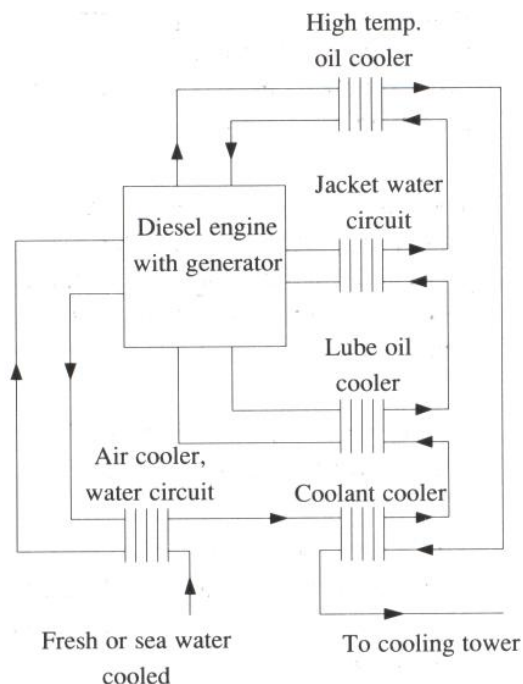 High temp.
oil cooler
Jacket water
circuit
Diesel engine
with generator
Lube oil
cooler
Air cooler,
water circuit
Coolant cooler
Fresh or sea water
cooled
To cooling tower